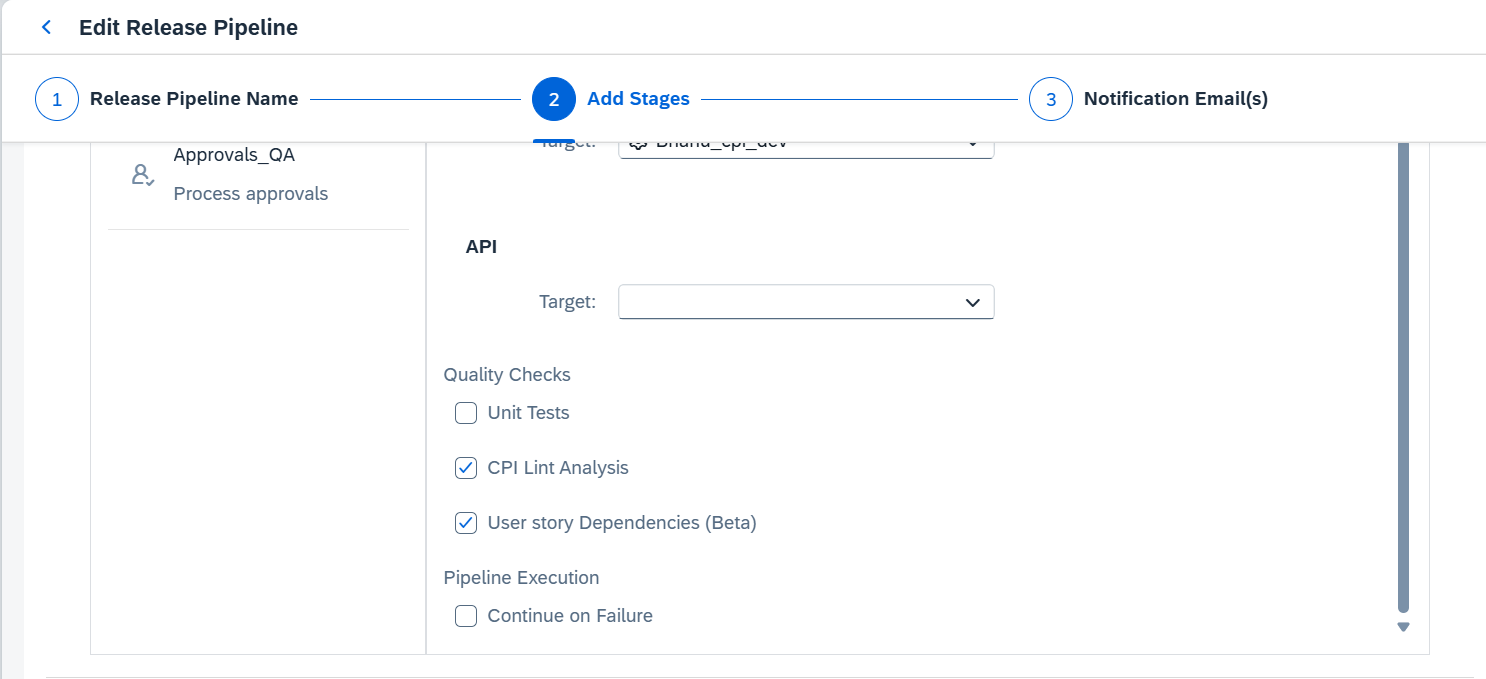 Edit Release Pipeline
1 Release Pipeline Name
2 Add Stages
3 Notification Email(s)
Approvals_QA
Process approvals
Target:
API
Target:
Quality Checks
Unit Tests
CPI Lint Analysis
User story Dependencies (Beta)
Pipeline Execution
Continue on Failure